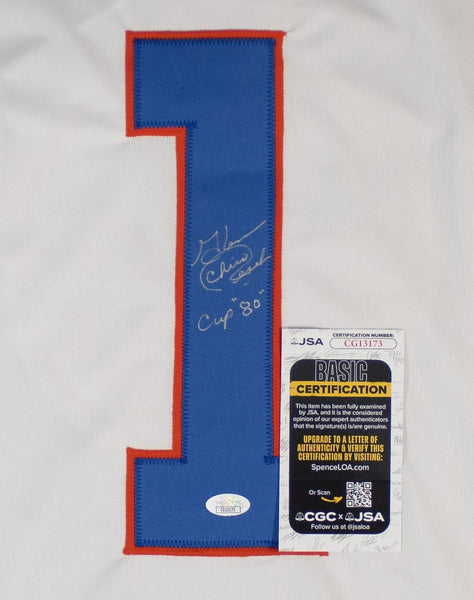 1
Glenn
Chico
Resch
Cup "80"
JSA
CERTIFICATION NUMBER:
CG13173
BASIC
CERTIFICATION
This item has been fully examined
by JSA, and it is the considered
opinion of our expert authenticators
that the signature(s) is/are genuine.
UPGRADE TO A LETTER OF
AUTHENTICITY & VERIFY THIS
CERTIFICATION BY VISITING:
SpenceLOA.com
Or Scan
CGC x JSA
Follow us at @jsaloa
CG13173